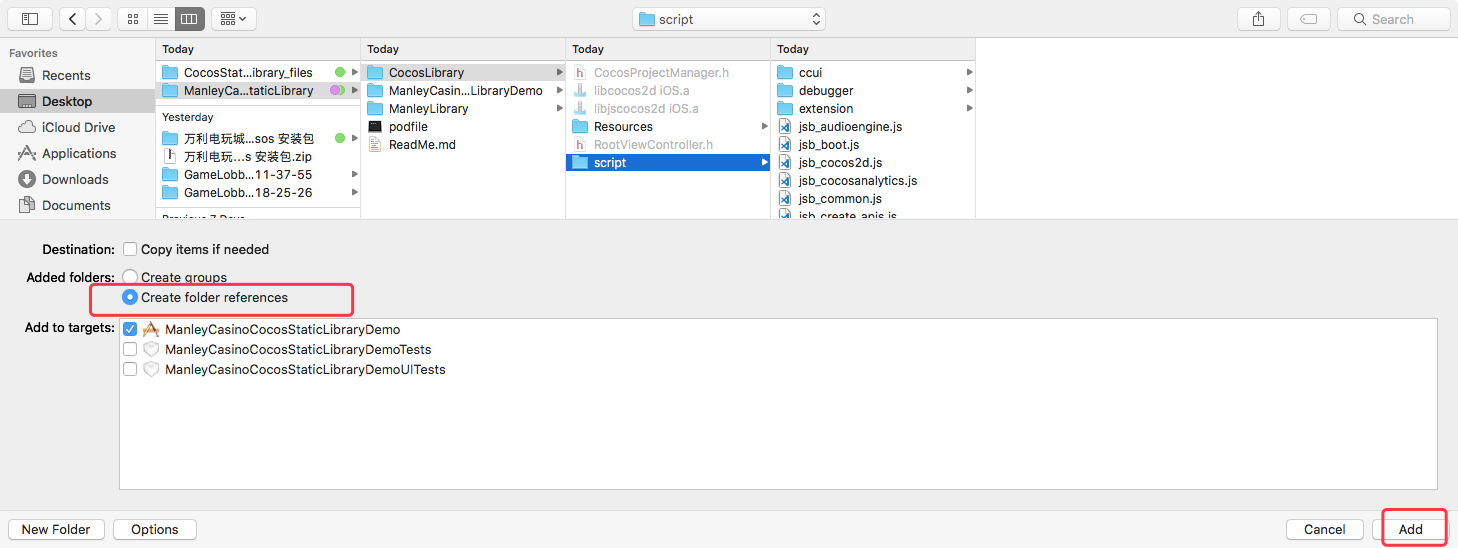 script
Search
Favorites
Recents
Desktop
iCloud Drive
Applications
Downloads
Documents
Today
CocosStat...ibrary_files
ManleyCa...taticLibrary
Yesterday
万利电玩城...sos 安装包
万利电玩...s 安装包.zip
GameLobb...11-37-55
GameLobb...18-25-26
Previous 7 Days
Today
CocosLibrary
ManleyCasin...LibraryDemo
ManleyLibrary
podfile
ReadMe.md
Today
CocosProjectManager.h
libcocos2d iOS.a
libjscocos2d iOS.a
Resources
RootViewController.h
script
Today
ccui
debugger
extension
jsb_audioengine.js
jsb_boot.js
jsb_cocos2d.js
jsb_cocosanalytics.js
jsb_common.js
jsb_create_apis.js
Destination: Copy items if needed
Added folders: Create groups
Create folder references
Add to targets: ManleyCasinoCocosStaticLibraryDemo
ManleyCasinoCocosStaticLibraryDemoTests
ManleyCasinoCocosStaticLibraryDemoUITests
New Folder
Options
Cancel
Add